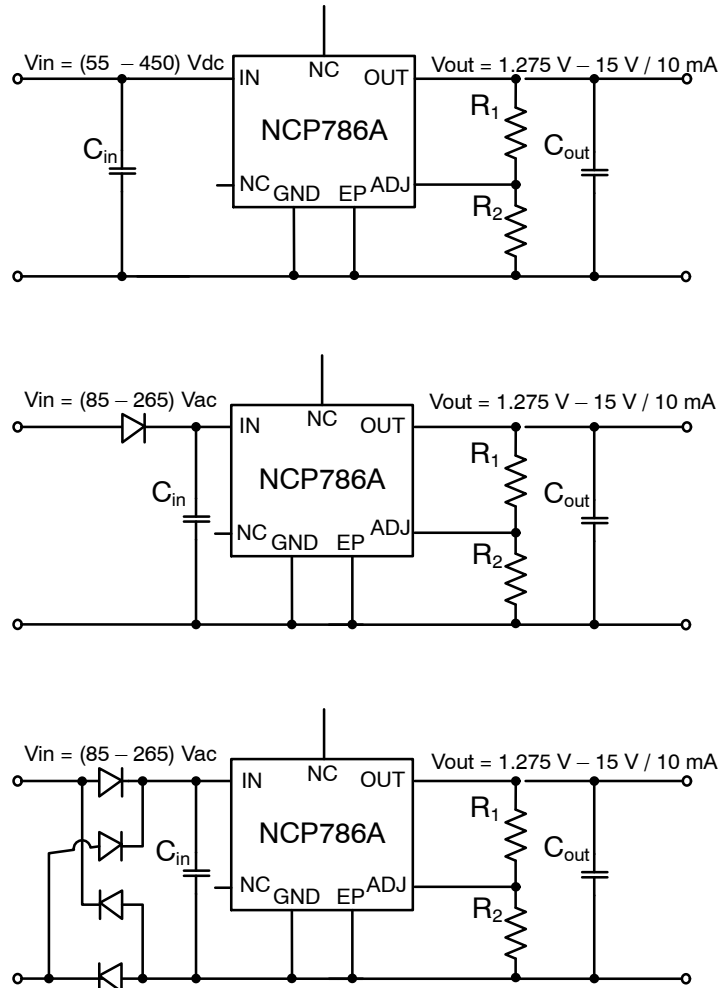 Vin = (55 – 450) Vdc
Vout = 1.275 V – 15 V / 10 mA
IN
NC
OUT
NCP786A
R1
Cin
Cout
NC
GND
EP
ADJ
R2
Vin = (85 – 265) Vac
Vout = 1.275 V – 15 V / 10 mA
IN
NC
OUT
R1
NCP786A
Cin
Cout
NC
GND
EP
ADJ
R2
Vin = (85 – 265) Vac
Vout = 1.275 V – 15 V / 10 mA
IN
NC
OUT
R1
NCP786A
Cin
Cout
NC
GND
EP
ADJ
R2